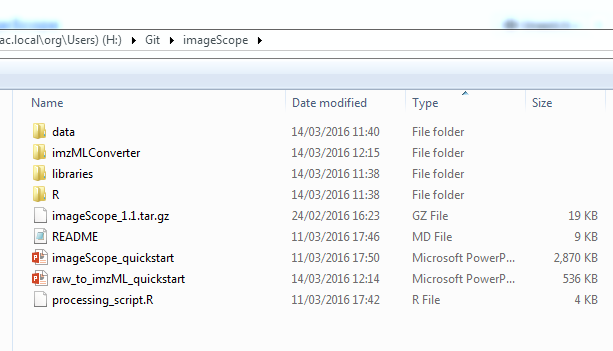 ac.local\org\Users) (H:) ▸ Git ▸ imageScope ▸
Name Date modified Type Size
data 14/03/2016 11:40 File folder
imzMLConverter 14/03/2016 12:15 File folder
libraries 14/03/2016 11:38 File folder
R 14/03/2016 11:38 File folder
imageScope_1.1.tar.gz 24/02/2016 16:23 GZ File 19 KB
README 11/03/2016 17:46 MD File 9 KB
imageScope_quickstart 11/03/2016 17:50 Microsoft PowerP... 2,870 KB
raw_to_imzML_quickstart 14/03/2016 12:14 Microsoft PowerP... 536 KB
processing_script.R 11/03/2016 17:42 R File 4 KB